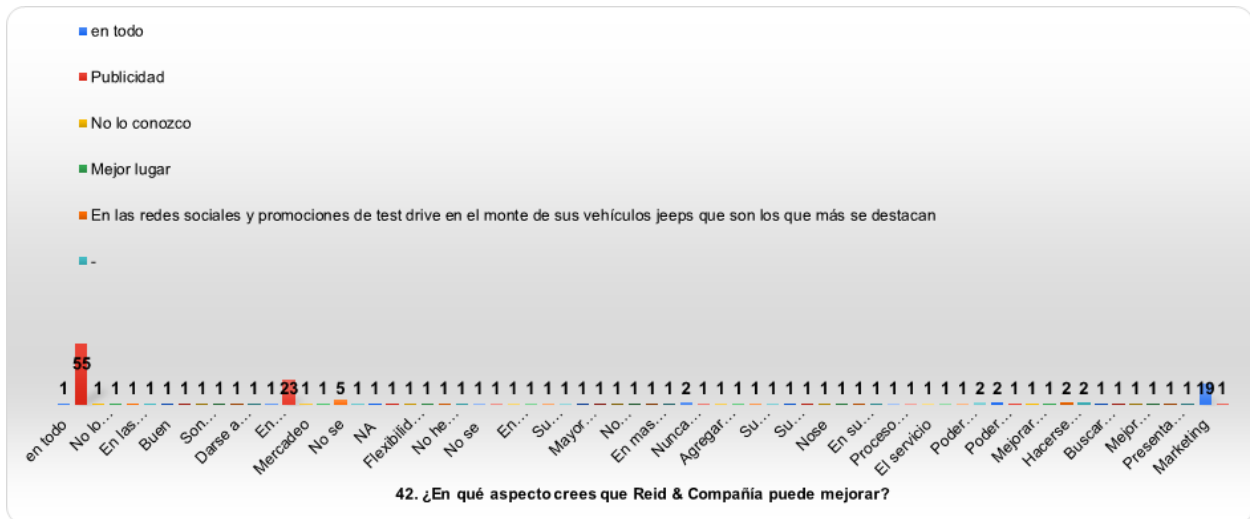 en todo
Publicidad
No lo conozco
Mejor lugar
En las redes sociales y promociones de test drive en el monte de sus vehículos jeeps que son los que más se destacan
-
1 55 1 1 1 1 1 1 1 1 1 1 1 23 1 1 5 1 1 1 1 1 1 1 1 1 1 1 1 1 1 1 1 1 1 1 2 1 1 1 1 1 1 1 1 1 1 1 1 1 1 1 1 2 2 1 1 1 2 2 1 1 1 1 1 1 19 1
en todo
No lo...
En las...
Buen
Son...
Darse a...
En...
Mercadeo
No se
NA
Flexibilid...
No he...
No se
En...
Su...
Mayor...
No...
En mas...
Nunca...
Agregar...
Su...
Su...
Nose
En su...
Proceso...
El servicio
Poder...
Poder...
Mejorar...
Hacerse...
Buscar...
Mejor...
Presenta...
Marketing
42. ¿En qué aspecto crees que Reid & Compañía puede mejorar?